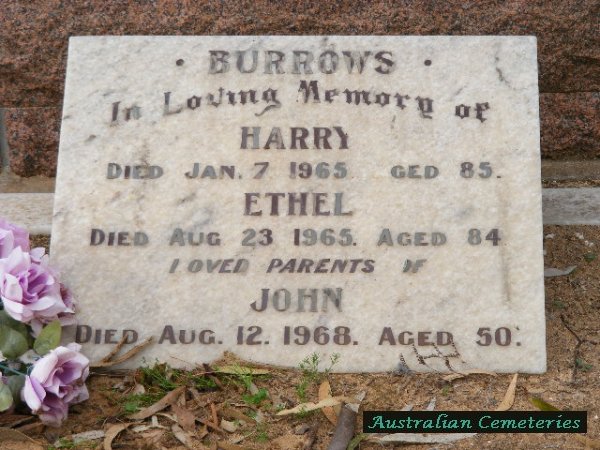 • BURROWS •
In Loving Memory of
HARRY
DIED JAN. 7 1965 GED 85.
ETHEL
DIED AUG 23 1965. AGED 84
LOVED PARENTS OF
JOHN
DIED AUG. 12. 1968. AGED 50.
Australian Cemeteries